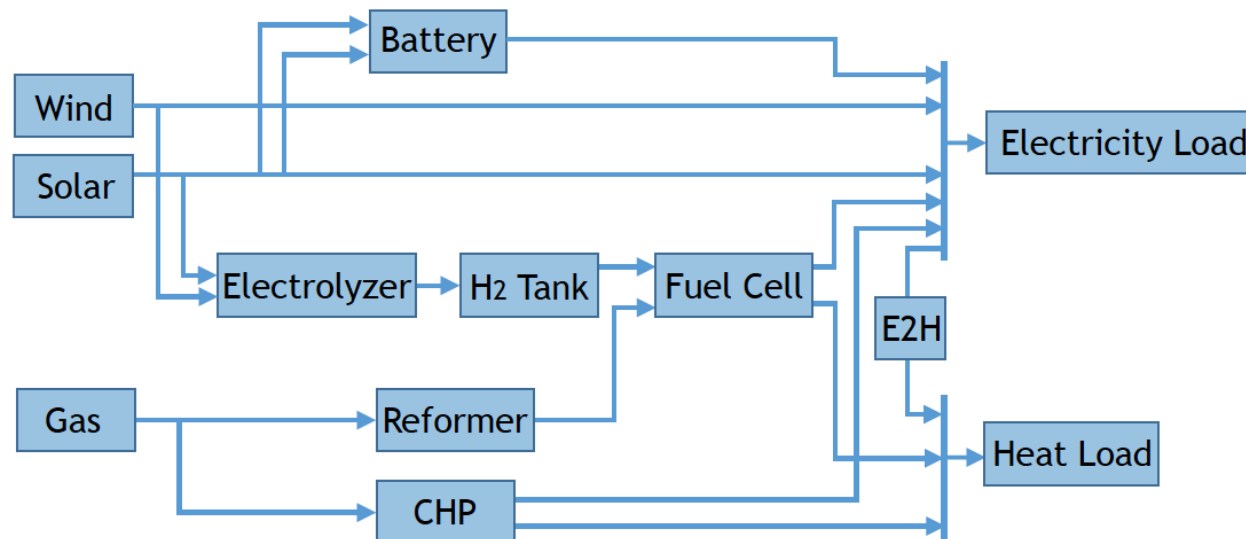 Battery
Wind
Electricity Load
Solar
Electrolyzer
H2 Tank
Fuel Cell
E2H
Gas
Reformer
Heat Load
CHP